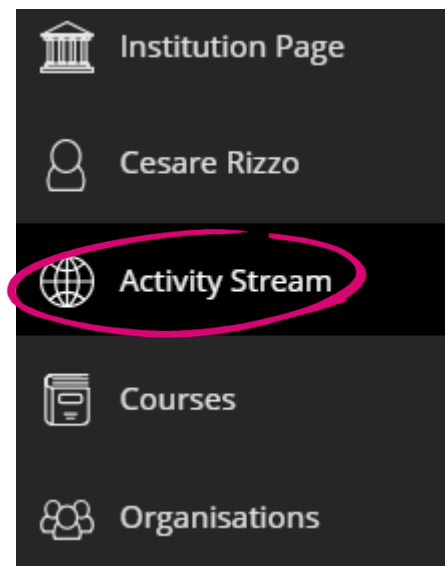 Institution Page
Cesare Rizzo
Activity Stream
Courses
Organisations